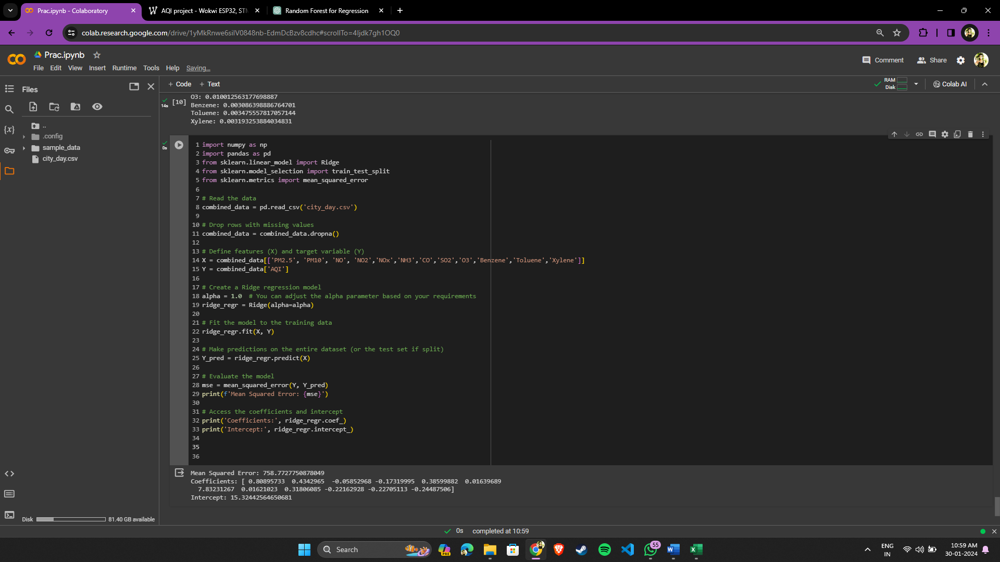 Prac.ipynb - Colaboratory
AQI project - Wokwi ESP32, STM
Random Forest for Regression
colab.research.google.com/drive/1yMkRnwe6silV0848nb-EdmDcBzv8cdhc#scrollTo=4Ijdk7gh1OQ0
Prac.ipynb
File Edit View Insert Runtime Tools Help Saving...
Comment Share
Files
+ Code + Text
RAM
Disk
Colab AI
..
.config
sample_data
city_day.csv
14s
[10]
O3: 0.010012563177698887
Benzene: 0.003086398886764701
Toluene: 0.003475557817057144
Xylene: 0.003193253884034831
0s
1 import numpy as np
2 import pandas as pd
3 from sklearn.linear_model import Ridge
4 from sklearn.model_selection import train_test_split
5 from sklearn.metrics import mean_squared_error
6
7 # Read the data
8 combined_data = pd.read_csv('city_day.csv')
9
10 # Drop rows with missing values
11 combined_data = combined_data.dropna()
12
13 # Define features (X) and target variable (Y)
14 X = combined_data[['PM2.5', 'PM10', 'NO', 'NO2','NOx','NH3','CO','SO2','O3','Benzene','Toluene','Xylene']]
15 Y = combined_data['AQI']
16
17 # Create a Ridge regression model
18 alpha = 1.0  # You can adjust the alpha parameter based on your requirements
19 ridge_regr = Ridge(alpha=alpha)
20
21 # Fit the model to the training data
22 ridge_regr.fit(X, Y)
23
24 # Make predictions on the entire dataset (or the test set if split)
25 Y_pred = ridge_regr.predict(X)
26
27 # Evaluate the model
28 mse = mean_squared_error(Y, Y_pred)
29 print(f'Mean Squared Error: {mse}')
30
31 # Access the coefficients and intercept
32 print('Coefficients:', ridge_regr.coef_)
33 print('Intercept:', ridge_regr.intercept_)
34
35
36
Mean Squared Error: 758.7727750878049
Coefficients: [ 0.80895733  0.4342965  -0.05852968 -0.17319995  0.38599882  0.01639689
7.83231267  0.01621023  0.31806085 -0.22162928 -0.22705113 -0.24487506]
Intercept: 15.32442564650681
Disk 81.40 GB available
0s completed at 10:59
Search
PRE
55
ENG
IN
10:59 AM
30-01-2024